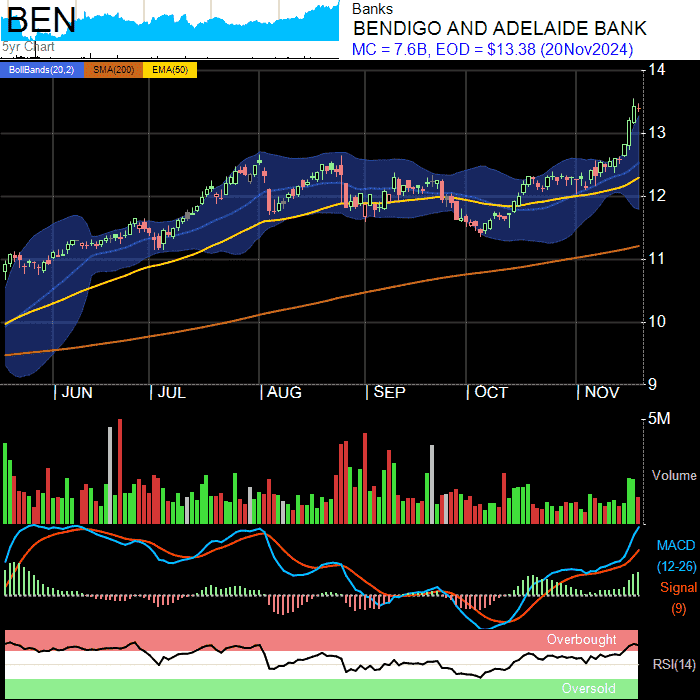 BEN
5yr Chart
Banks
BENDIGO AND ADELAIDE BANK
MC = 7.6B, EOD = $13.38 (20Nov2024)
BollBands(20,2) SMA(200) EMA(50)
14
13
12
11
10
9
JUN JUL AUG SEP OCT NOV
5M
Volume
MACD
(12-26)
Signal
(9)
Overbought
RSI(14)
Oversold